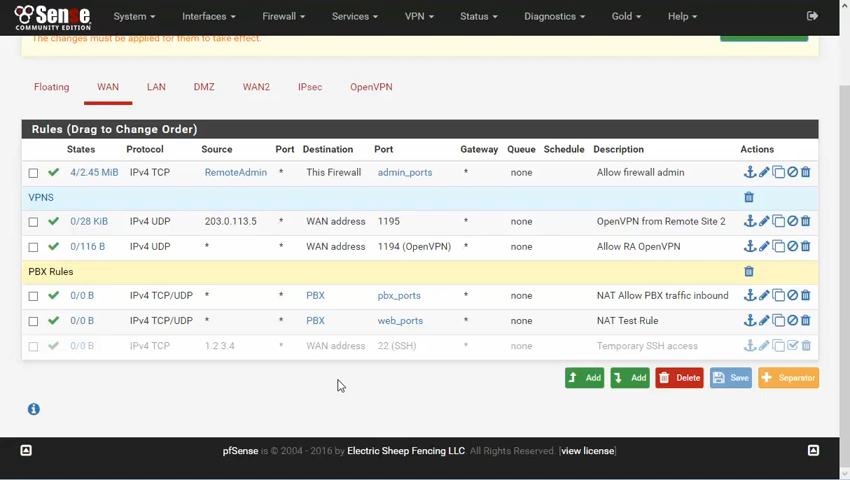 Sense
COMMUNITY EDITION
System Interfaces Firewall Services VPN Status Diagnostics Gold Help
The changes must be applied for them to take effect.
Floating WAN LAN DMZ WAN2 IPsec OpenVPN
Rules (Drag to Change Order)
States Protocol Source Port Destination Port Gateway Queue Schedule Description Actions
4/2.45 MiB IPv4 TCP RemoteAdmin * This Firewall admin_ports * none Allow firewall admin
VPNS
0/28 KiB IPv4 UDP 203.0.113.5 * WAN address 1195 * none OpenVPN from Remote Site 2
0/116 B IPv4 UDP * * WAN address 1194 (OpenVPN) * none Allow RA OpenVPN
PBX Rules
0/0 B IPv4 TCP/UDP * * PBX pbx_ports * none NAT Allow PBX traffic inbound
0/0 B IPv4 TCP/UDP * * PBX web_ports * none NAT Test Rule
0/0 B IPv4 TCP 1.2.3.4 * WAN address 22 (SSH) * none Temporary SSH access
Add Add Delete Save Separator
pfSense is © 2004 - 2016 by Electric Sheep Fencing LLC. All Rights Reserved. [view license]